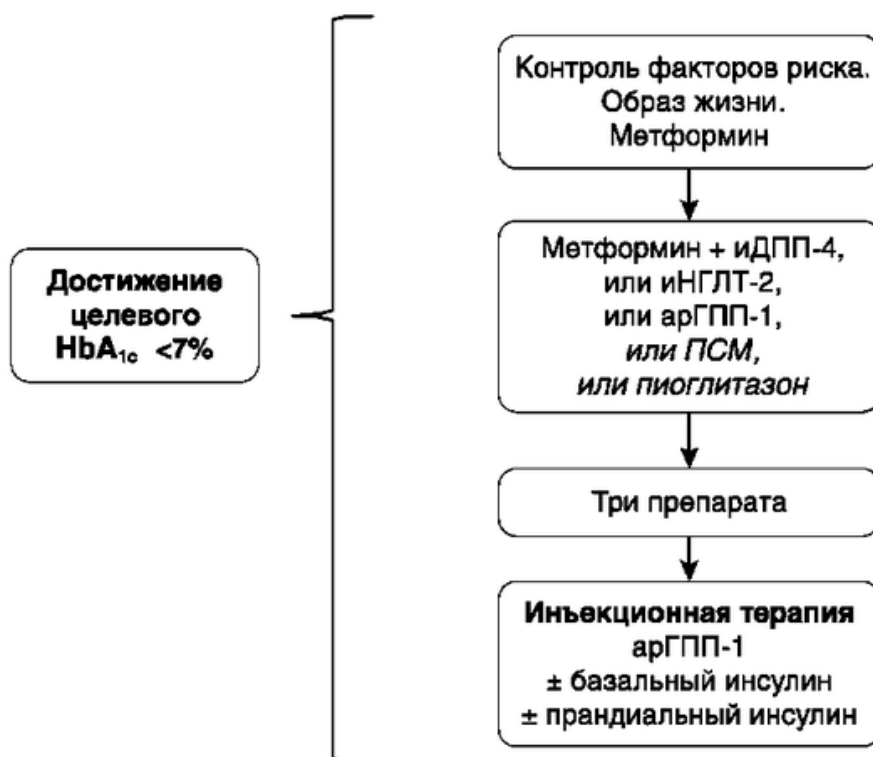 Контроль факторов риска.
Образ жизни.
Метформин
Метформин + иДПП-4,
или иНГЛТ-2,
или арГПП-1,
или ПСМ,
или пиоглитазон
Достижение
целевого
HbA1c <7%
Три препарата
Инъекционная терапия
арГПП-1
± базальный инсулин
± прандиальный инсулин